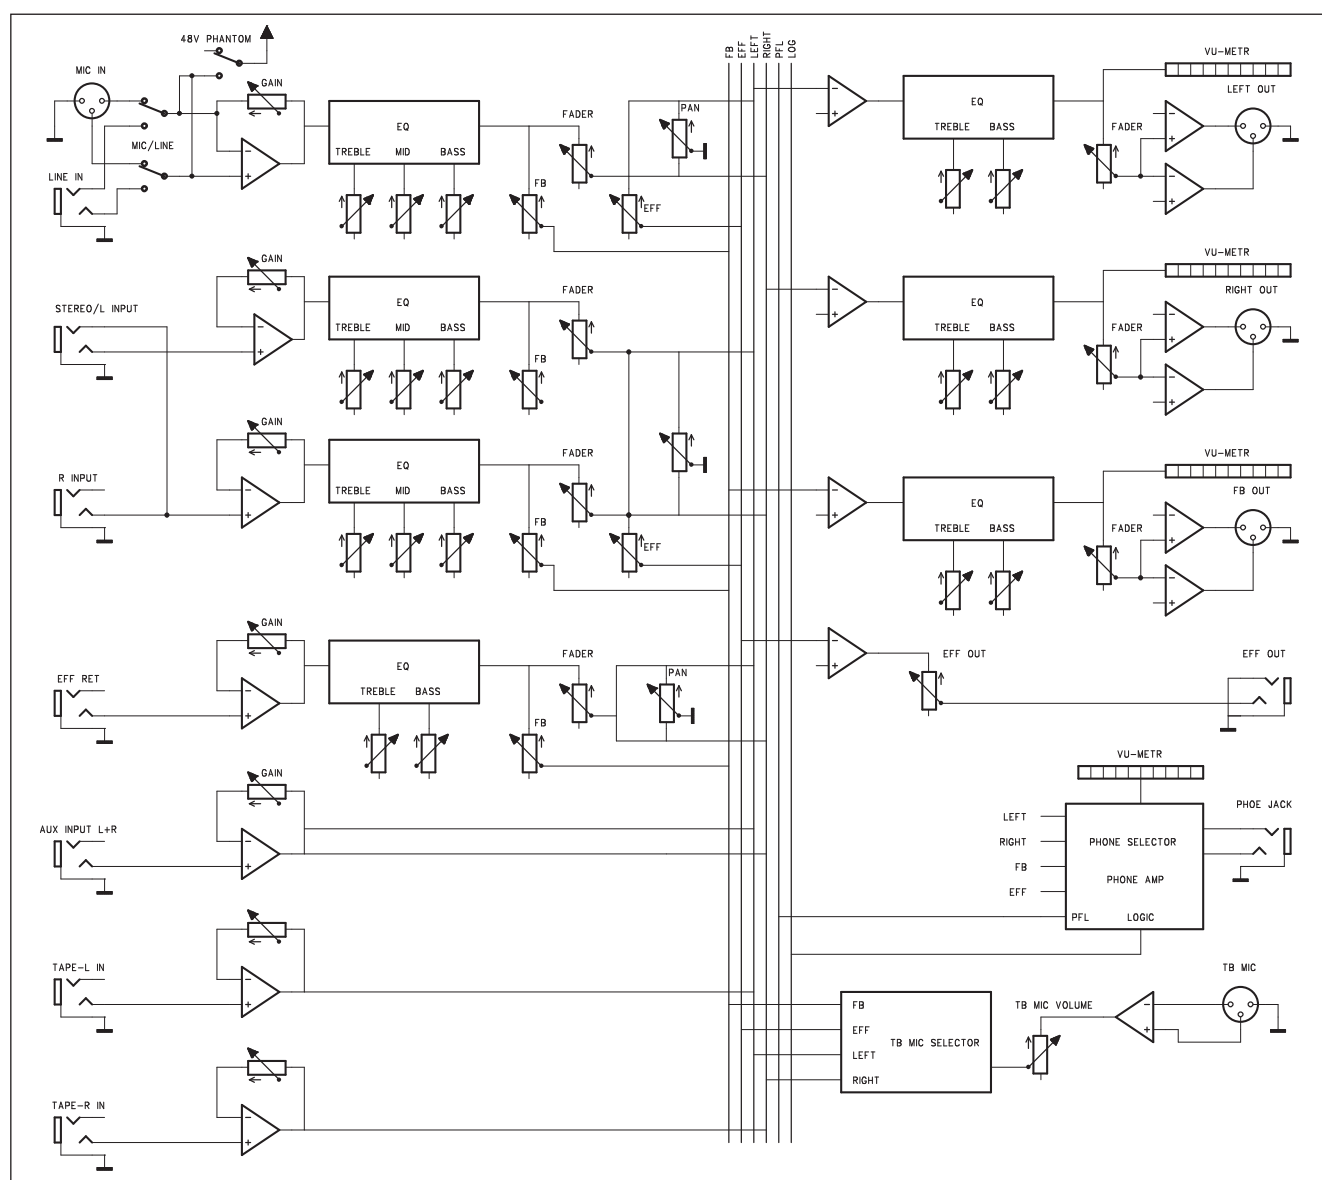 48V PHANTOM
MIC IN
GAIN
MIC/LINE
LINE IN
EQ
TREBLE MID BASS
FADER
FB
EFF
PAN
FB
EFF
LEFT
RIGHT
PFL
LOG
EQ
TREBLE BASS
VU-METR
LEFT OUT
FADER
STEREO/L INPUT
GAIN
EQ
TREBLE MID BASS
FADER
FB
EQ
TREBLE BASS
VU-METR
RIGHT OUT
FADER
R INPUT
GAIN
EQ
TREBLE MID BASS
FADER
FB
EFF
EQ
TREBLE BASS
VU-METR
FB OUT
FADER
EFF RET
GAIN
EQ
TREBLE BASS
FADER
FB
PAN
EFF OUT
EFF OUT
AUX INPUT L+R
GAIN
VU-METR
LEFT
RIGHT
FB
EFF
PHONE SELECTOR
PHONE AMP
PFL LOGIC
PHOE JACK
TAPE-L IN
FB
EFF
LEFT
RIGHT
TB MIC SELECTOR
TB MIC VOLUME
TB MIC
TAPE-R IN